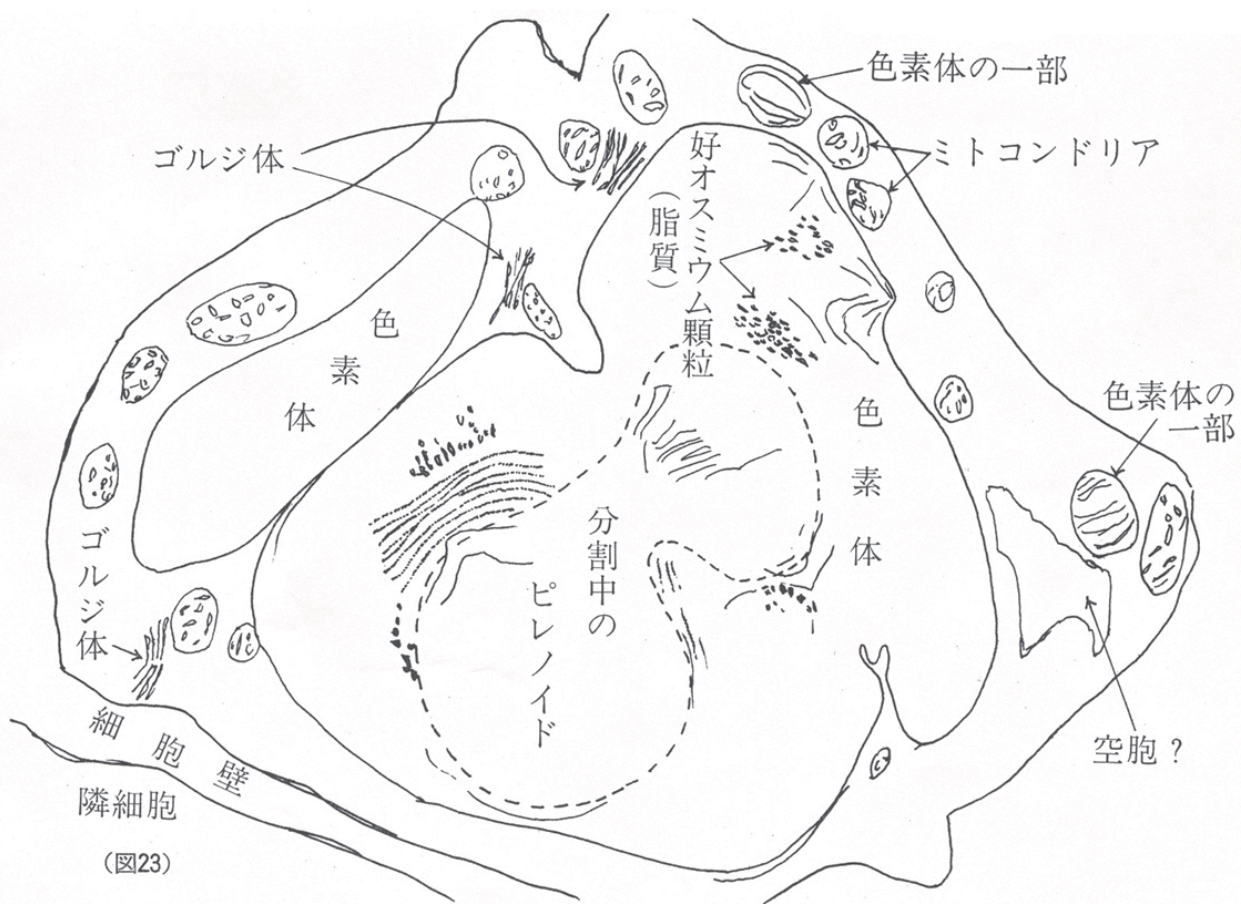 色素体の一部
ゴルジ体
ミトコンドリア
好オスミウム顆粒
（脂質）
色素体
色素体の
一部
色素体
ゴルジ体
分割中の
ピレノイド
空胞？
細胞壁
隣細胞
（図23）